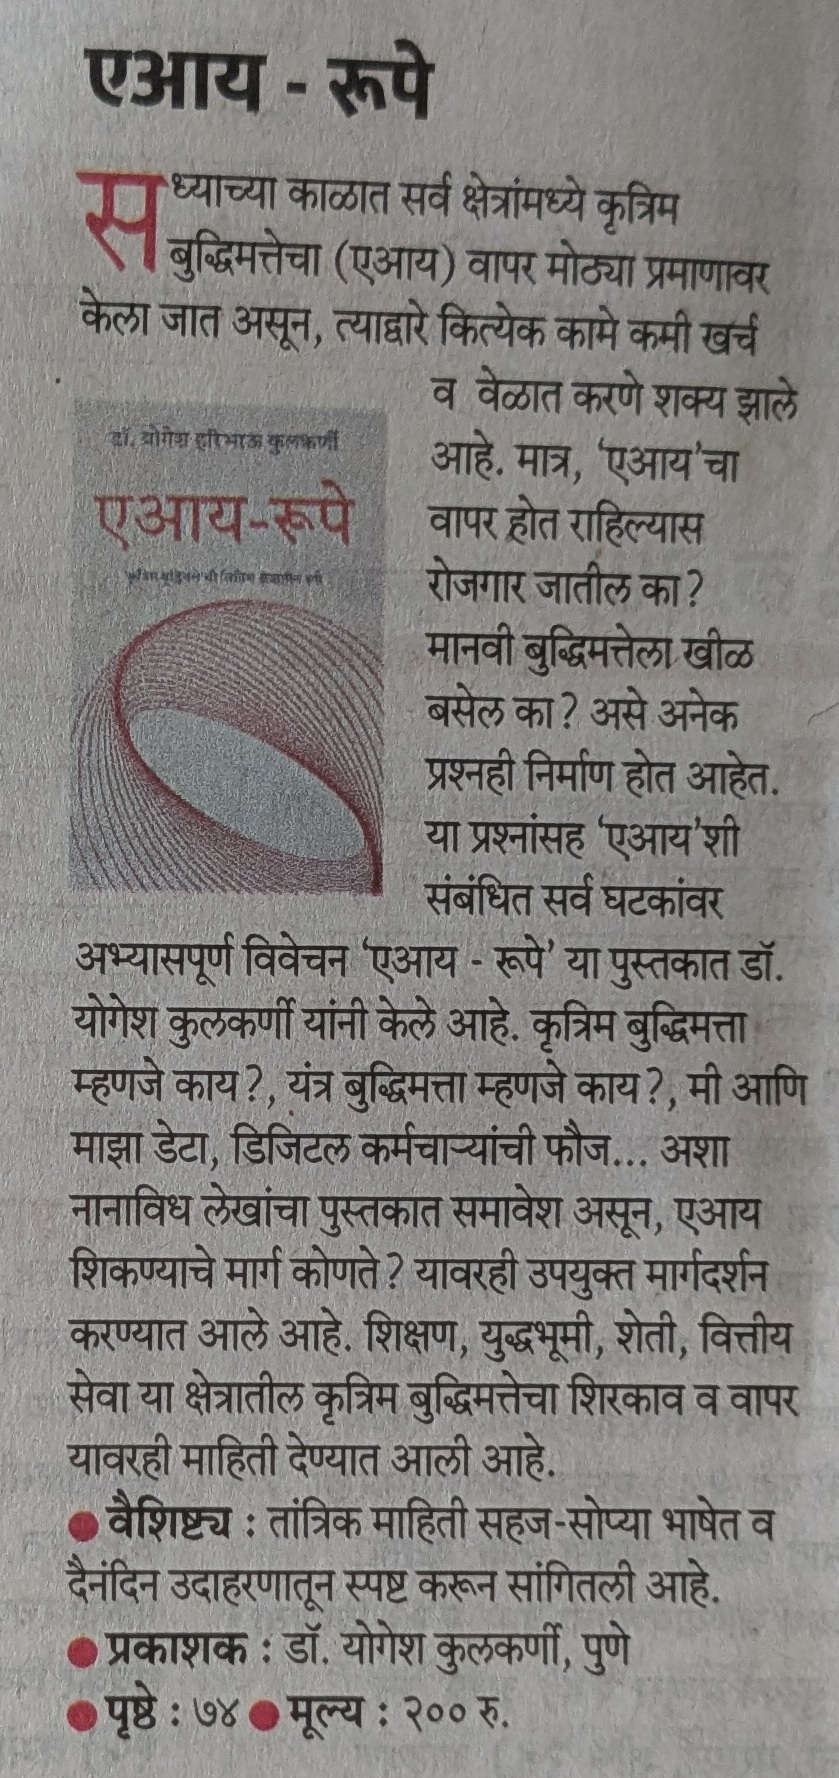 एआय - रूपे
सध्याच्या काळात सर्व क्षेत्रांमध्ये कृत्रिम
बुद्धिमत्तेचा (एआय) वापर मोठ्या प्रमाणावर
केला जात असून, त्याद्वारे कित्येक कामे कमी खर्च
व वेळात करणे शक्य झाले
आहे. मात्र, ‘एआय’चा
वापर होत राहिल्यास
रोजगार जातील का?
मानवी बुद्धिमत्तेला खीळ
बसेल का? असे अनेक
प्रश्नही निर्माण होत आहेत.
या प्रश्नांसह ‘एआय’शी
संबंधित सर्व घटकांवर
डॉ. योगेश हरिभाऊ कुलकर्णी
एआय-रूपे
अभ्यासपूर्ण विवेचन ‘एआय - रूपे’ या पुस्तकात डॉ.
योगेश कुलकर्णी यांनी केले आहे. कृत्रिम बुद्धिमत्ता
म्हणजे काय?, यंत्र बुद्धिमत्ता म्हणजे काय?, मी आणि
माझा डेटा, डिजिटल कर्मचाऱ्यांची फौज... अशा
नानाविध लेखांचा पुस्तकात समावेश असून, एआय
शिकण्याचे मार्ग कोणते? यावरही उपयुक्त मार्गदर्शन
करण्यात आले आहे. शिक्षण, युद्धभूमी, शेती, वित्तीय
सेवा या क्षेत्रातील कृत्रिम बुद्धिमत्तेचा शिरकाव व वापर
यावरही माहिती देण्यात आली आहे.
● वैशिष्ट्य : तांत्रिक माहिती सहज-सोप्या भाषेत व
दैनंदिन उदाहरणातून स्पष्ट करून सांगितली आहे.
● प्रकाशक : डॉ. योगेश कुलकर्णी, पुणे
● पृष्ठे : ७४ ● मूल्य : २०० रु.